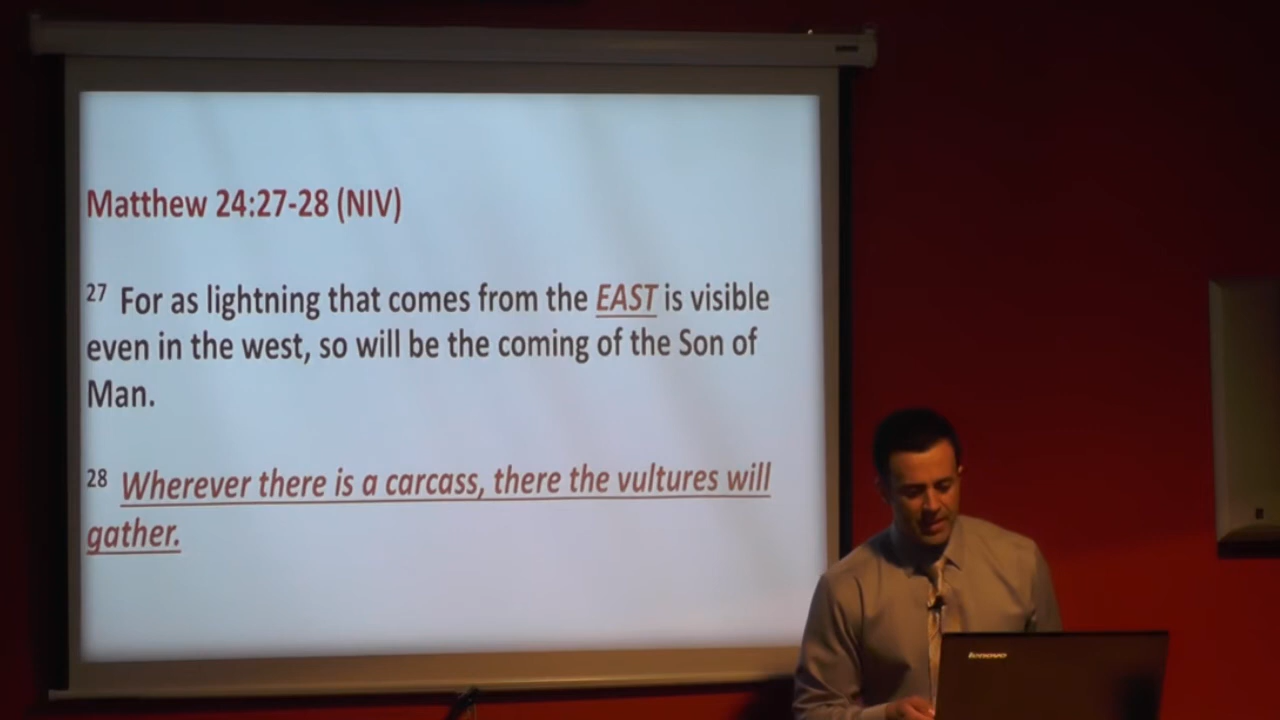 Matthew 24:27-28 (NIV)
27 For as lightning that comes from the EAST is visible
even in the west, so will be the coming of the Son of
Man.
28 Wherever there is a carcass, there the vultures will
gather.
lenovo